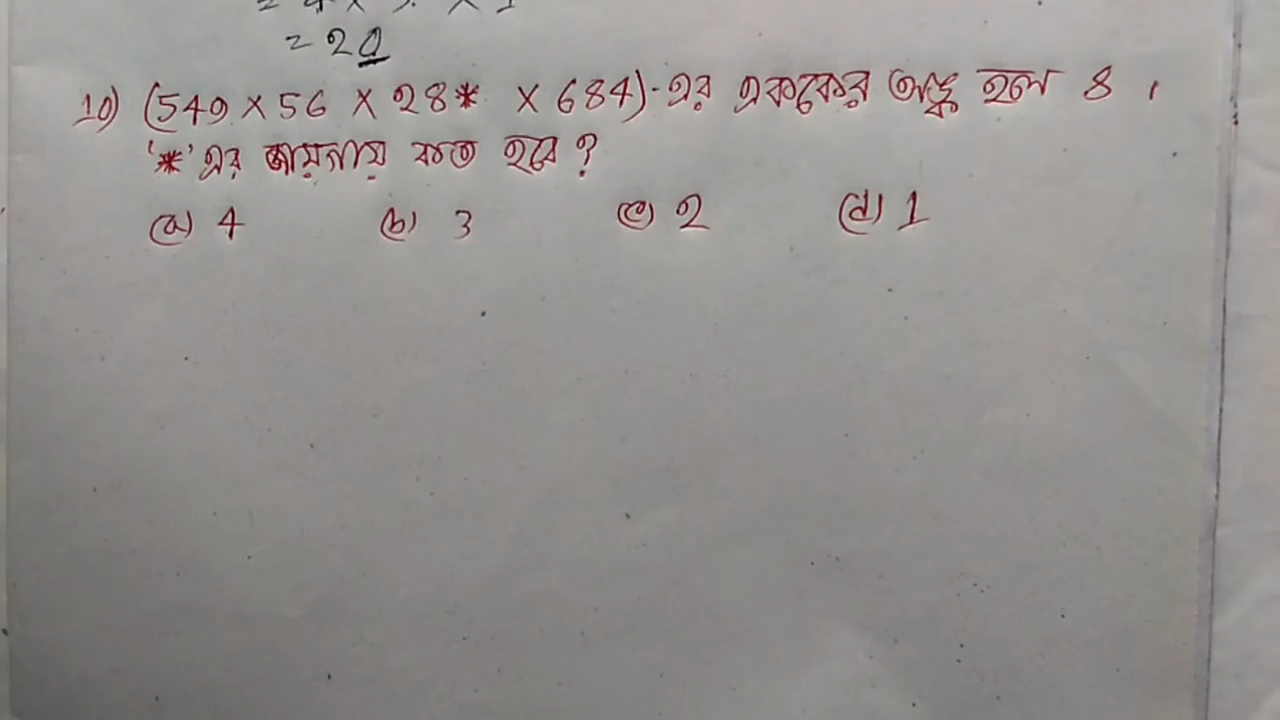 = 20
10) (549 × 56 × 28* × 684)-এর এককের অঙ্ক হল 8 ,
'*' এর জায়গায় কত হবে ?
(a) 4 (b) 3 (c) 2 (d) 1